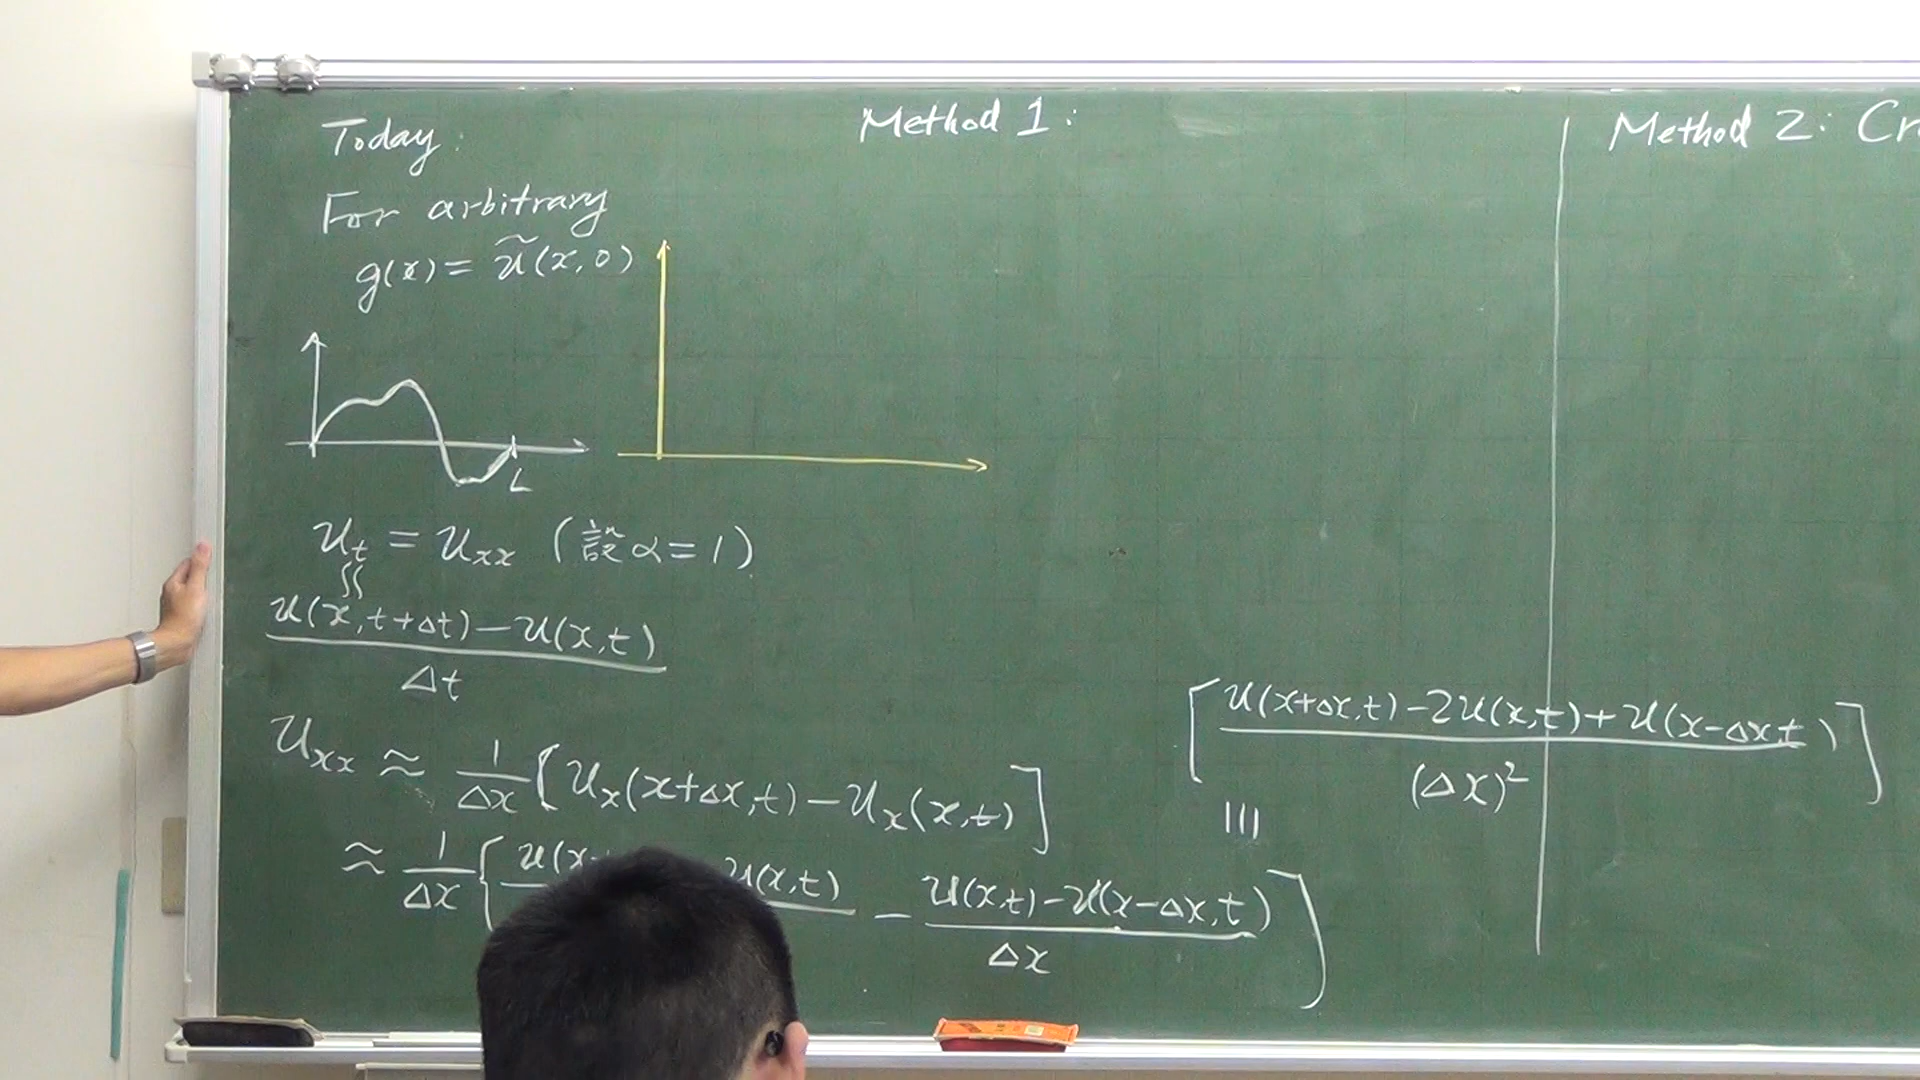 Today:
For arbitrary
g(x) = ũ(x,0)
L
u_t = u_xx (設 α = 1)
≈
u(x,t+Δt) − u(x,t)
Δt
u_xx ≈ 1/Δx [u_x(x+Δx,t) − u_x(x,t)]
≈ 1/Δx { u(x u(x,t) − u(x,t) − u(x−Δx,t) / Δx ]
Method 1:
[ u(x+Δx,t) − 2u(x,t) + u(x−Δx,t) / (Δx)² ]
|||
Method 2: Cr